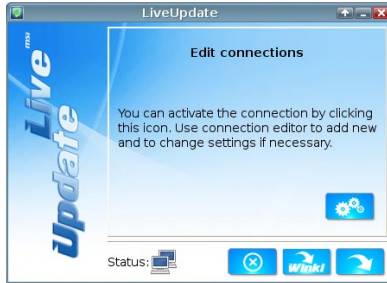 LiveUpdate
msi
Live
Update
Edit connections
You can activate the connection by clicking
this icon. Use connection editor to add new
and to change settings if necessary.
Status:
Winki